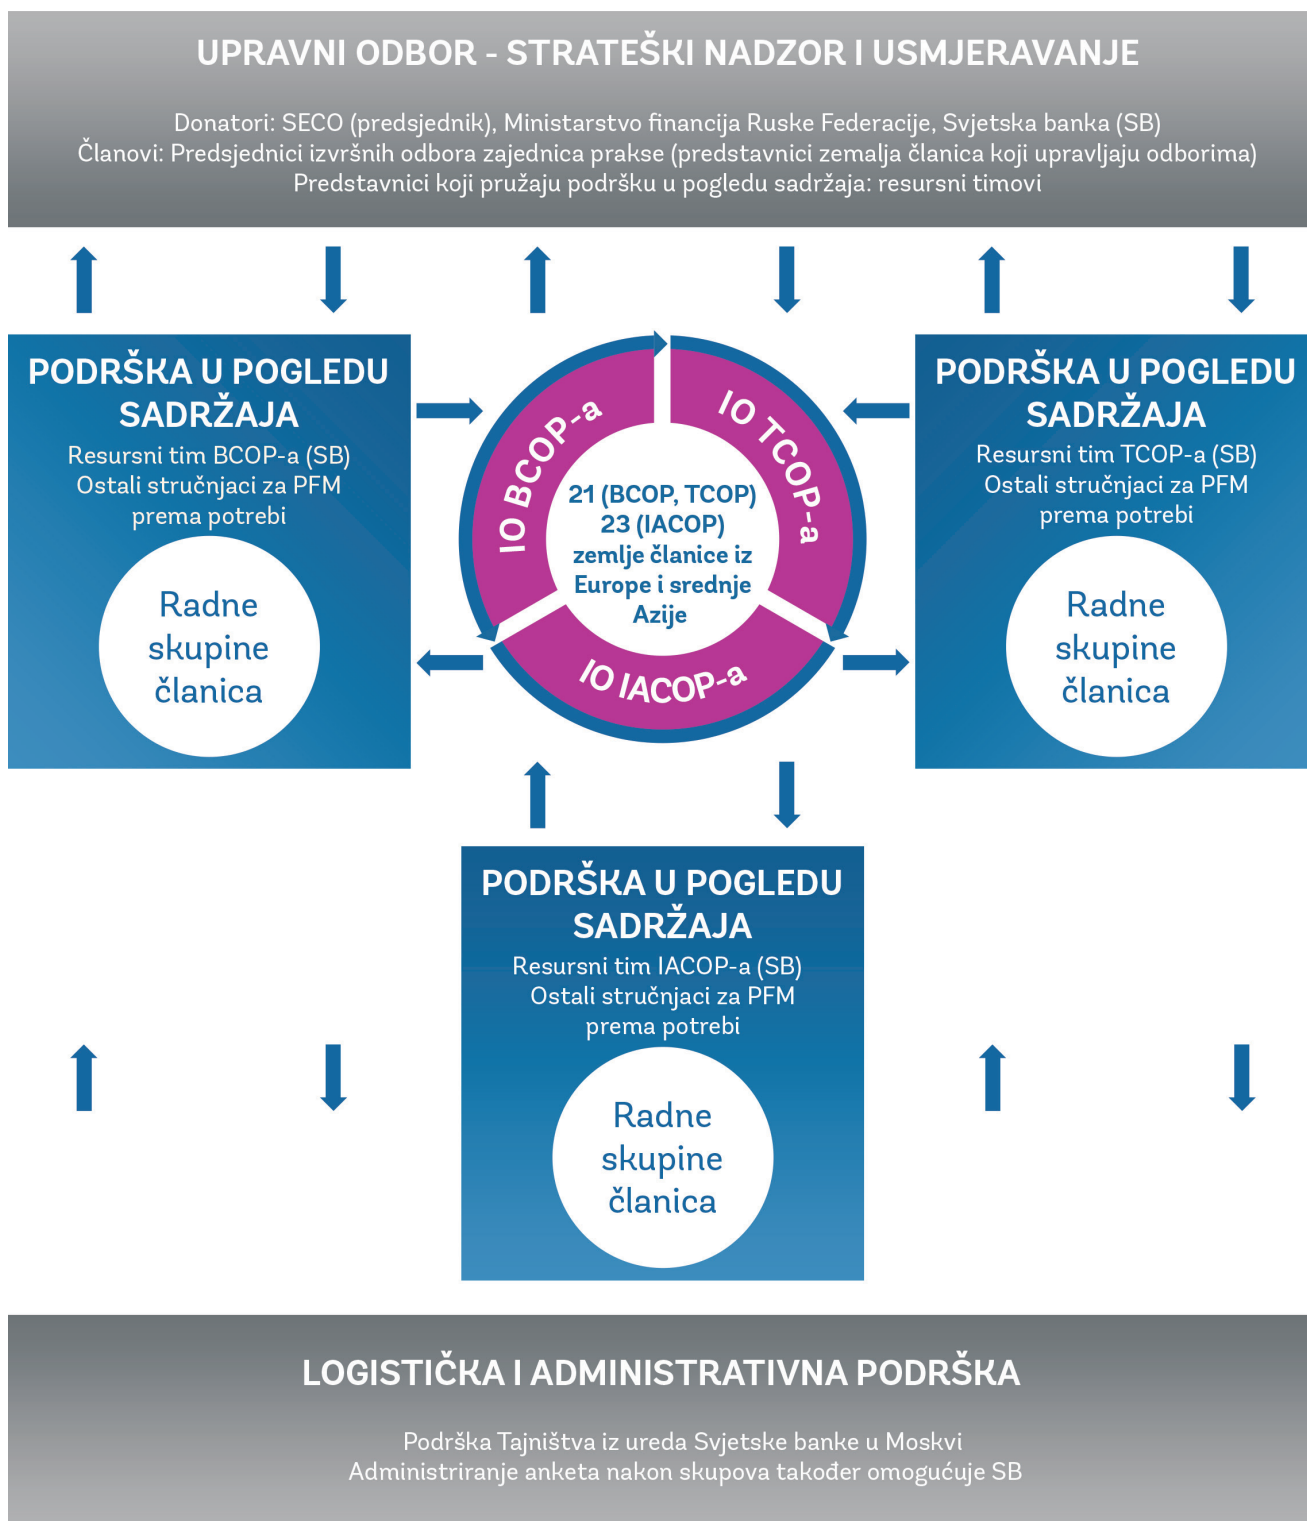 UPRAVNI ODBOR - STRATEŠKI NADZOR I USMJERAVANJE
Donatori: SECO (predsjednik), Ministarstvo financija Ruske Federacije, Svjetska banka (SB)
Članovi: Predsjednici izvršnih odbora zajednica prakse (predstavnici zemalja članica koji upravljaju odborima)
Predstavnici koji pružaju podršku u pogledu sadržaja: resursni timovi
PODRŠKA U POGLEDU
SADRŽAJA
Resursni tim BCOP-a (SB)
Ostali stručnjaci za PFM
prema potrebi
Radne
skupine
članica
IO BCOP-a
IO TCOP-a
IO IACOP-a
21 (BCOP, TCOP)
23 (IACOP)
zemlje članice iz
Europe i srednje
Azije
PODRŠKA U POGLEDU
SADRŽAJA
Resursni tim TCOP-a (SB)
Ostali stručnjaci za PFM
prema potrebi
Radne
skupine
članica
PODRŠKA U POGLEDU
SADRŽAJA
Resursni tim IACOP-a (SB)
Ostali stručnjaci za PFM
prema potrebi
Radne
skupine
članica
LOGISTIČKA I ADMINISTRATIVNA PODRŠKA
Podrška Tajništva iz ureda Svjetske banke u Moskvi
Administriranje anketa nakon skupova također omogućuje SB